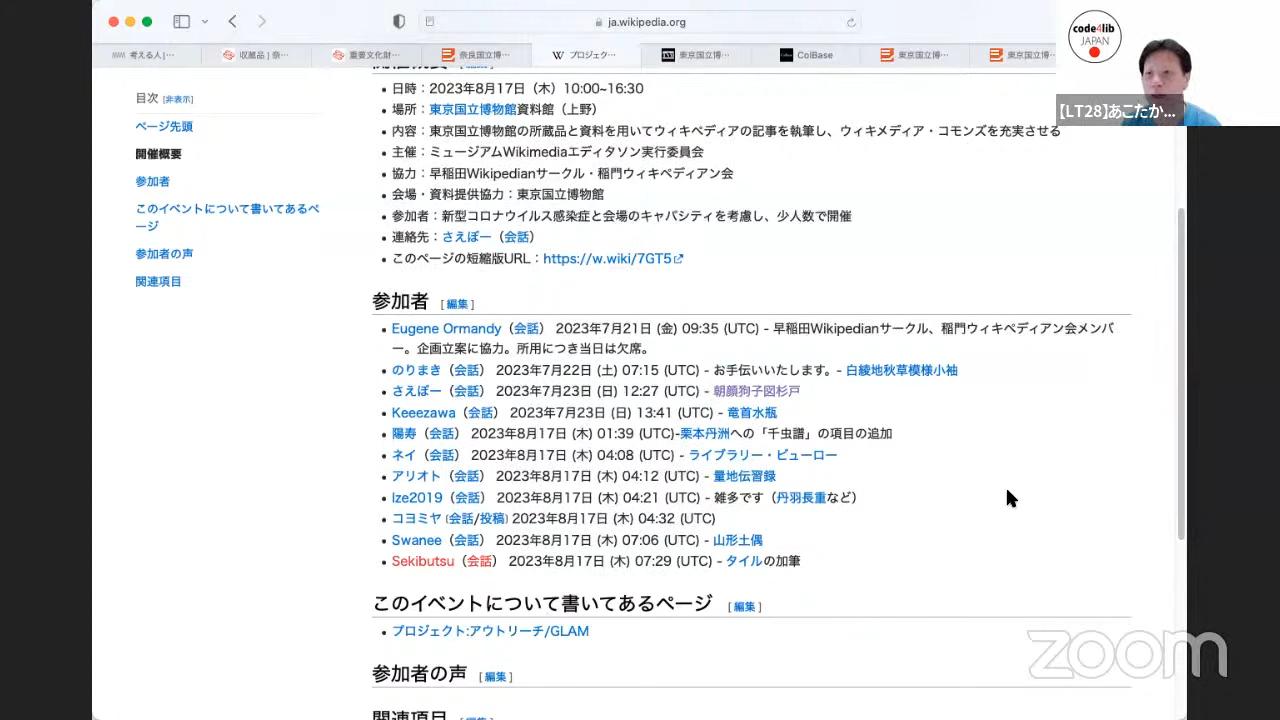 ja.wikipedia.org
考える人 |…
収蔵品 | 奈…
重要文化財…
奈良国立博…
W プロジェク…
東京国立博…
ColBase
東京国立博…
東京国立博…
code4lib
JAPAN
【LT28】あこたか...
目次 [非表示]
ページ先頭
開催概要
参加者
このイベントについて書いてあるペ
ージ
参加者の声
関連項目
開催概要 [編集]
日時：2023年8月17日（木）10:00~16:30
場所：東京国立博物館資料館（上野）
内容：東京国立博物館の所蔵品と資料を用いてウィキペディアの記事を執筆し、ウィキメディア・コモンズを充実させる
主催：ミュージアムWikimediaエディタソン実行委員会
協力：早稲田Wikipedianサークル・稲門ウィキペディアン会
会場・資料提供協力：東京国立博物館
参加者：新型コロナウイルス感染症と会場のキャパシティを考慮し、少人数で開催
連絡先：さえぼー（会話）
このページの短縮版URL：https://w.wiki/7GT5
参加者 [編集]
Eugene Ormandy（会話） 2023年7月21日 (金) 09:35 (UTC) - 早稲田Wikipedianサークル、稲門ウィキペディアン会メンバ
ー。企画立案に協力。所用につき当日は欠席。
のりまき（会話） 2023年7月22日 (土) 07:15 (UTC) - お手伝いいたします。- 白綾地秋草模様小袖
さえぼー（会話） 2023年7月23日 (日) 12:27 (UTC) - 朝顔狗子図杉戸
Keeezawa（会話） 2023年7月23日 (日) 13:41 (UTC) - 竜首水瓶
陽寿（会話） 2023年8月17日 (木) 01:39 (UTC)-栗本丹洲への「千虫譜」の項目の追加
ネイ（会話） 2023年8月17日 (木) 04:08 (UTC) - ライブラリー・ビューロー
アリオト（会話） 2023年8月17日 (木) 04:12 (UTC) - 量地伝習録
Ize2019（会話） 2023年8月17日 (木) 04:21 (UTC) - 雑多です（丹羽長重など）
コヨミヤ (会話/投稿) 2023年8月17日 (木) 04:32 (UTC)
Swanee（会話） 2023年8月17日 (木) 07:06 (UTC) - 山形土偶
Sekibutsu（会話） 2023年8月17日 (木) 07:29 (UTC) - タイルの加筆
このイベントについて書いてあるページ [編集]
プロジェクト:アウトリーチ/GLAM
参加者の声 [編集]
関連項目 [編集]
zoom